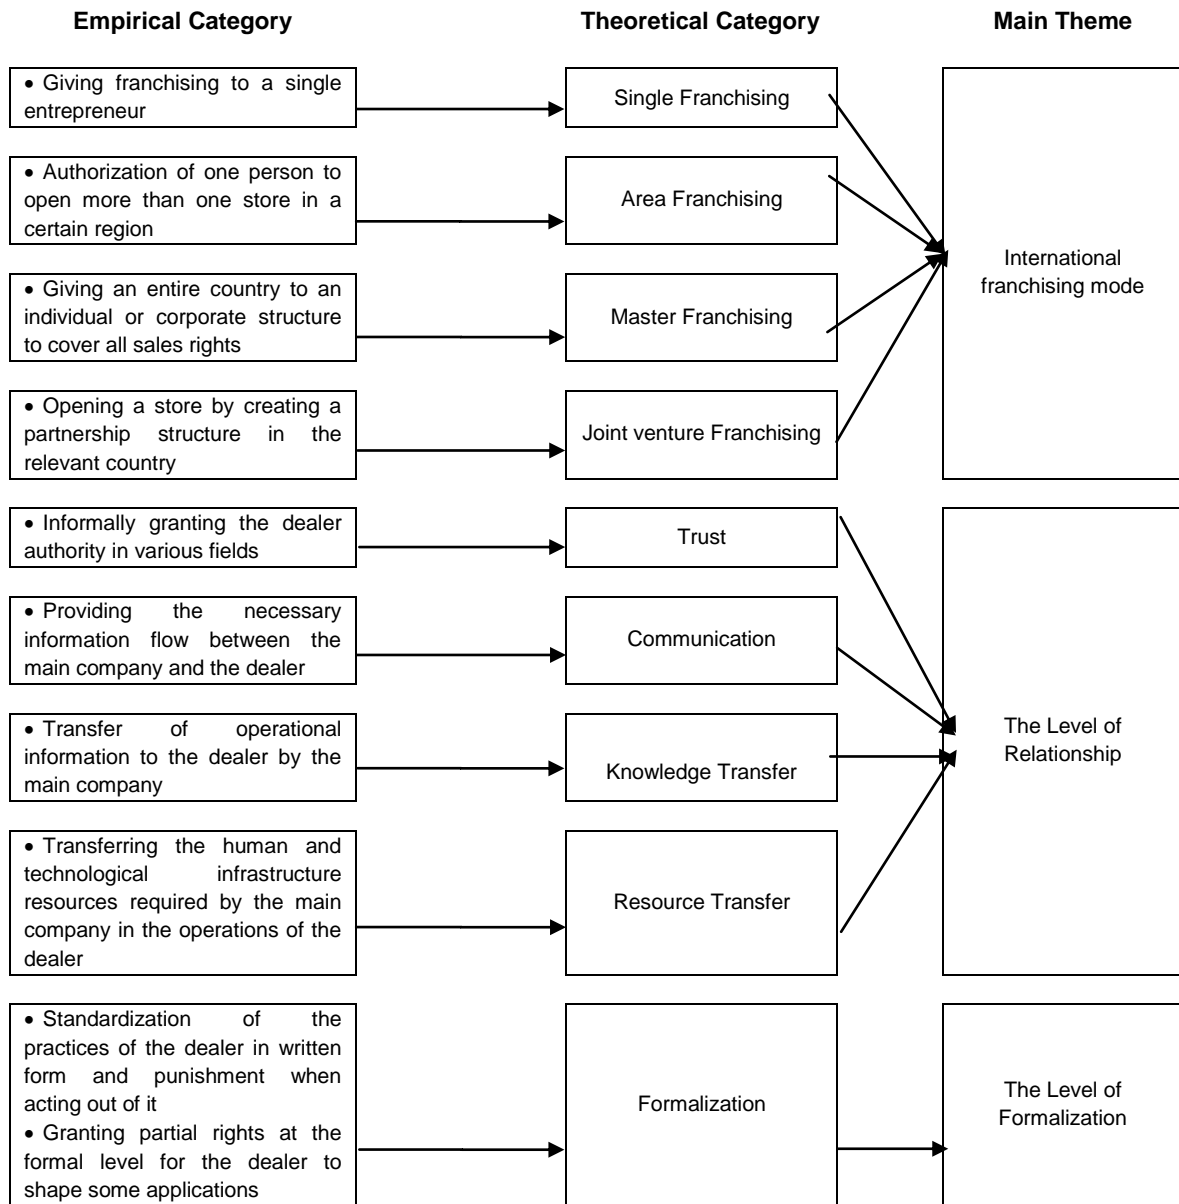 Empirical Category
Theoretical Category
Main Theme
• Giving franchising to a single
entrepreneur
Single Franchising
• Authorization of one person to
open more than one store in a
certain region
Area Franchising
• Giving an entire country to an
individual or corporate structure
to cover all sales rights
Master Franchising
• Opening a store by creating a
partnership structure in the
relevant country
Joint venture Franchising
International
franchising mode
• Informally granting the dealer
authority in various fields
Trust
• Providing the necessary
information flow between the
main company and the dealer
Communication
• Transfer of operational
information to the dealer by the
main company
Knowledge Transfer
• Transferring the human and
technological infrastructure
resources required by the main
company in the operations of the
dealer
Resource Transfer
The Level of
Relationship
• Standardization of the
practices of the dealer in written
form and punishment when
acting out of it
• Granting partial rights at the
formal level for the dealer to
shape some applications
Formalization
The Level of
Formalization